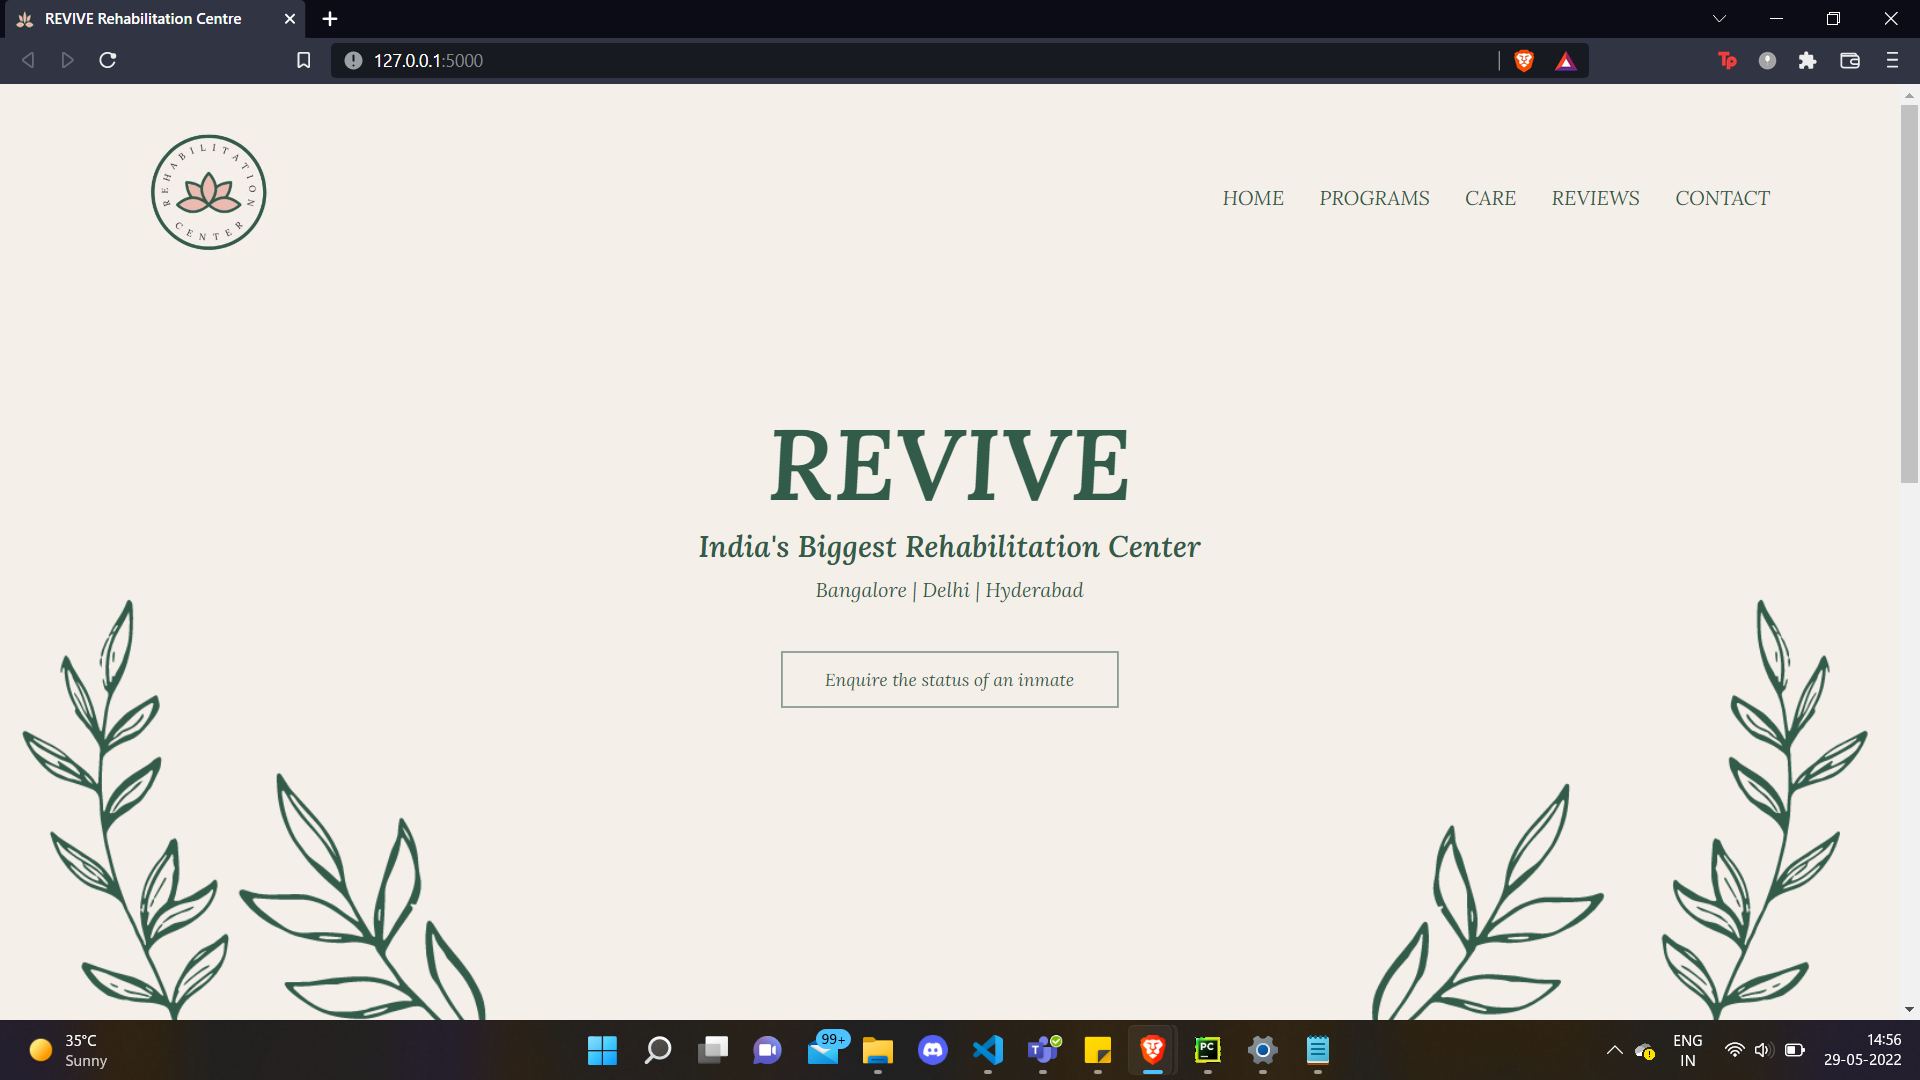 REVIVE Rehabilitation Centre
127.0.0.1:5000
Tp
REHABILITATION
CENTER
HOME
PROGRAMS
CARE
REVIEWS
CONTACT
REVIVE
India's Biggest Rehabilitation Center
Bangalore | Delhi | Hyderabad
Enquire the status of an inmate
35°C
Sunny
99+
T
PC
ENG
IN
14:56
29-05-2022